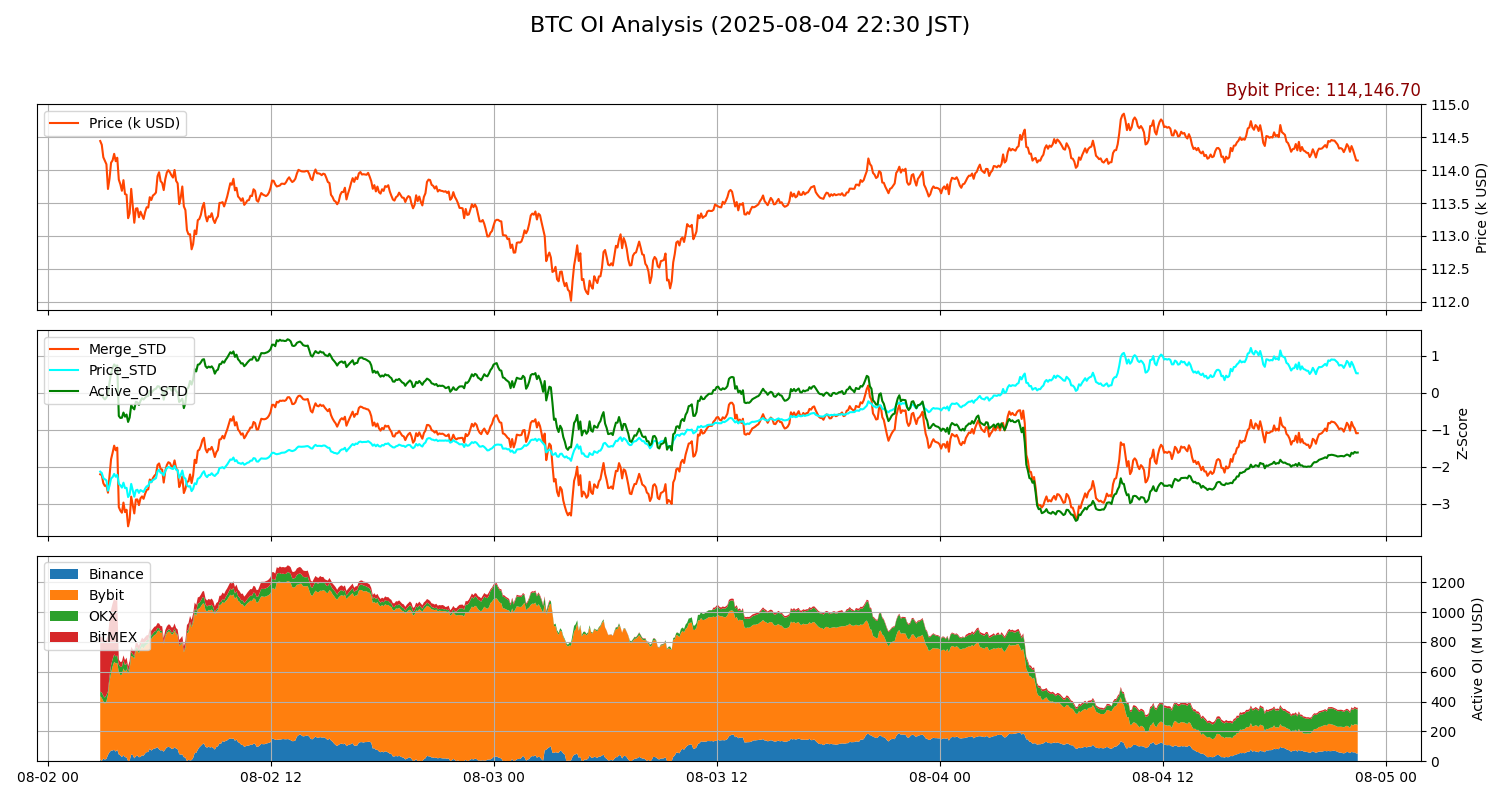 BTC OI Analysis (2025-08-04 22:30 JST)
Bybit Price: 114,146.70
Price (k USD)
115.0
114.5
114.0
113.5
113.0
112.5
112.0
Price (k USD)
Merge_STD
Price_STD
Active_OI_STD
1
0
−1
−2
−3
Z-Score
Binance
Bybit
OKX
BitMEX
1200
1000
800
600
400
200
0
Active OI (M USD)
08-02 00
08-02 12
08-03 00
08-03 12
08-04 00
08-04 12
08-05 00